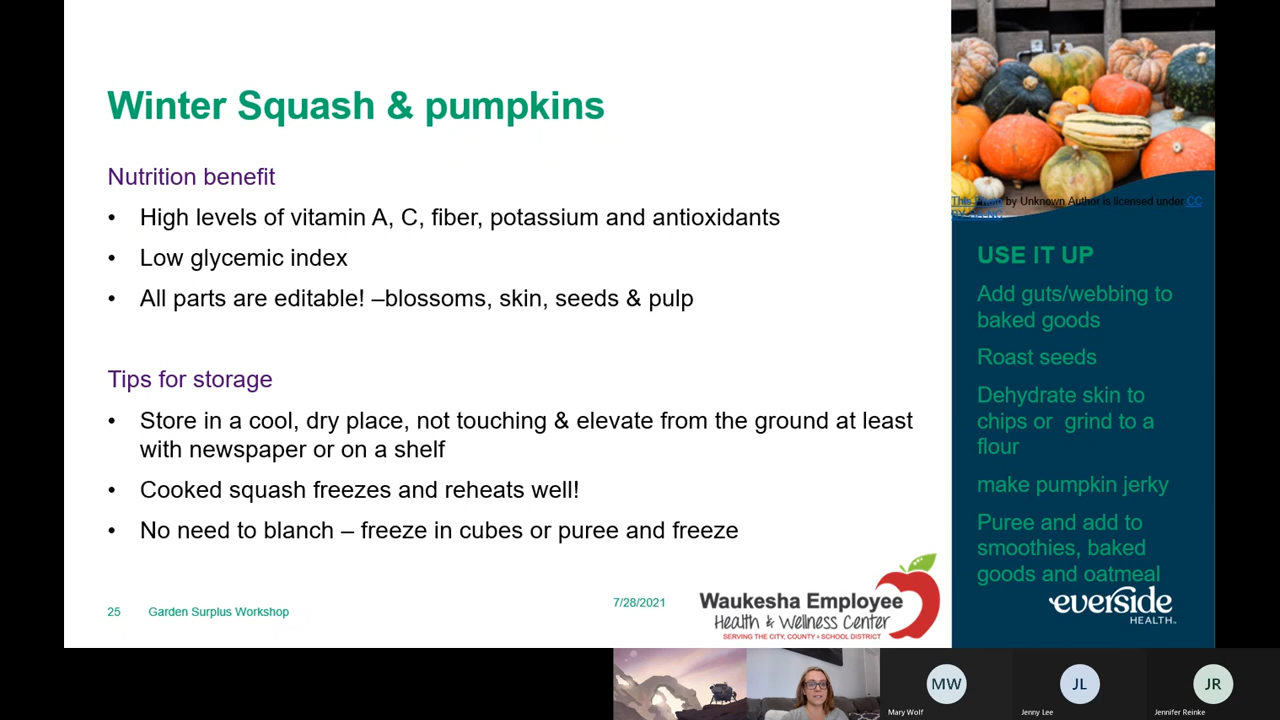 Winter Squash & pumpkins
Nutrition benefit
• High levels of vitamin A, C, fiber, potassium and antioxidants
• Low glycemic index
• All parts are editable! –blossoms, skin, seeds & pulp
Tips for storage
• Store in a cool, dry place, not touching & elevate from the ground at least
with newspaper or on a shelf
• Cooked squash freezes and reheats well!
• No need to blanch – freeze in cubes or puree and freeze
25 Garden Surplus Workshop
7/28/2021
Waukesha Employee
Health & Wellness Center
SERVING THE CITY, COUNTY & SCHOOL DISTRICT
This Photo by Unknown Author is licensed under CC
BY-SA-NC
USE IT UP
Add guts/webbing to
baked goods
Roast seeds
Dehydrate skin to
chips or grind to a
flour
make pumpkin jerky
Puree and add to
smoothies, baked
goods and oatmeal
everside
HEALTH™
MW
Mary Wolf
JL
Jenny Lee
JR
Jennifer Reinke